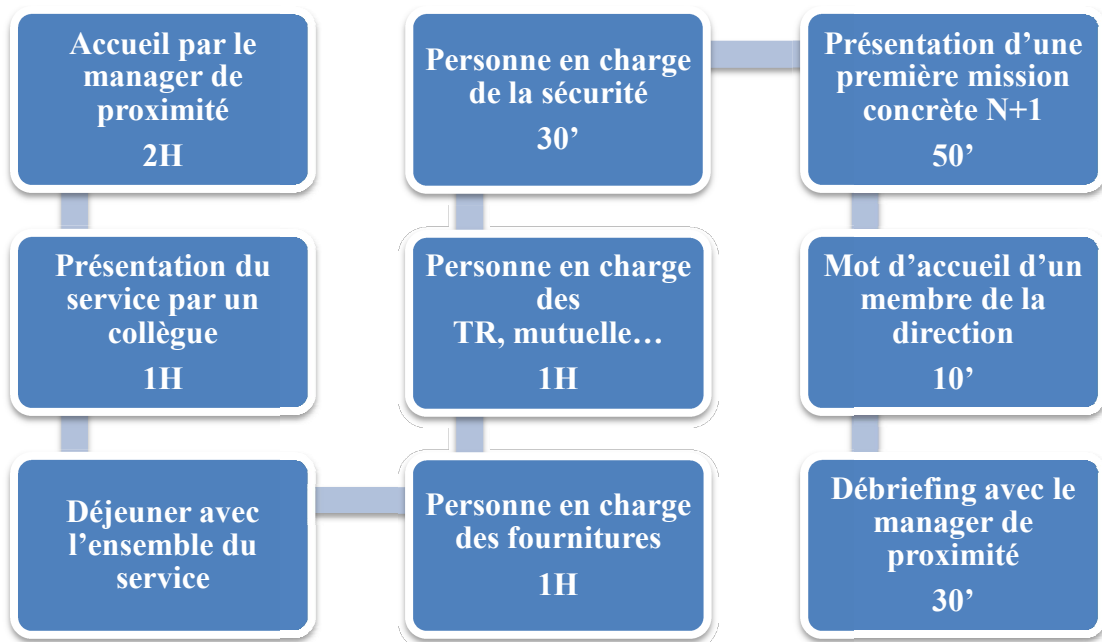 Accueil par le
manager de
proximité
2H
Présentation du
service par un
collègue
1H
Déjeuner avec
l’ensemble du
service
Personne en charge
des fournitures
1H
Personne en charge
des
TR, mutuelle…
1H
Personne en charge
de la sécurité
30’
Présentation d’une
première mission
concrète N+1
50’
Mot d’accueil d’un
membre de la
direction
10’
Débriefing avec le
manager de
proximité
30’